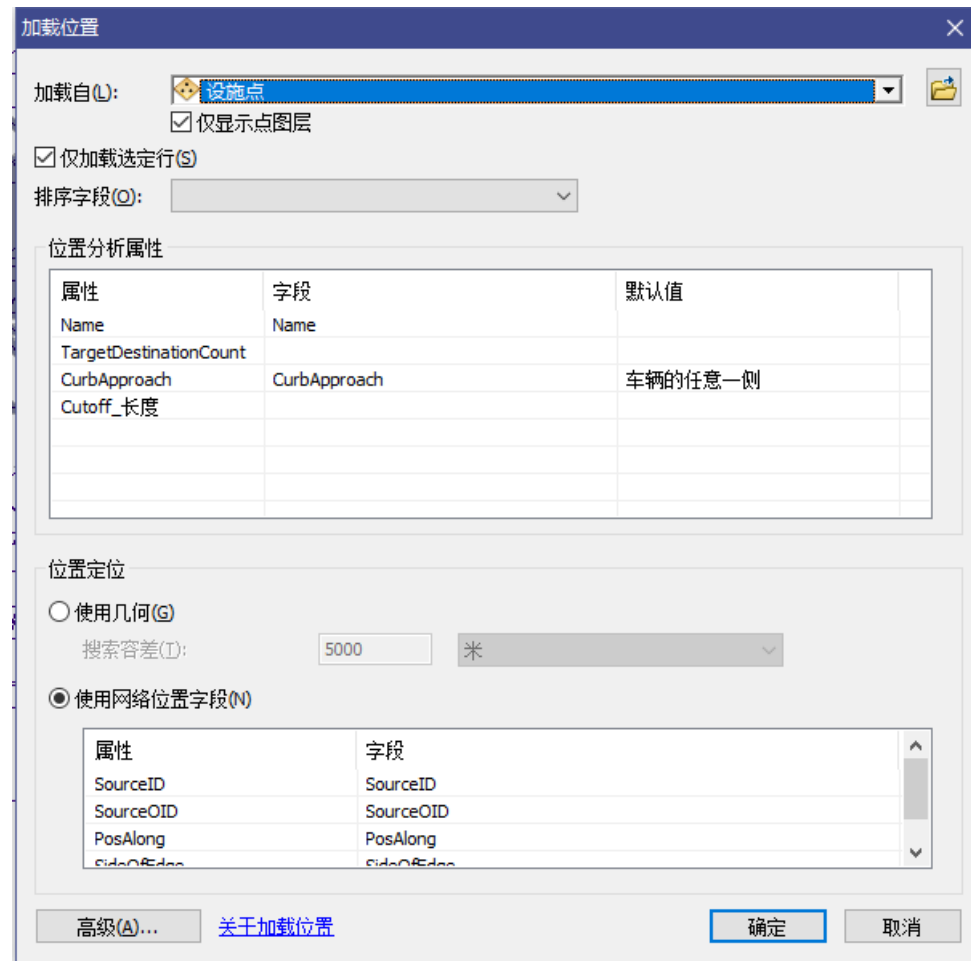 加载位置
加载自(L): 设施点
仅显示点图层
仅加载选定行(S)
排序字段(O):
位置分析属性
属性 字段 默认值
Name Name
TargetDestinationCount
CurbApproach CurbApproach 车辆的任意一侧
Cutoff_长度
位置定位
使用几何(G)
搜索容差(T): 5000 米
使用网络位置字段(N)
属性 字段
SourceID SourceID
SourceOID SourceOID
PosAlong PosAlong
SideOfEdge SideOfEdge
高级(A)... 关于加载位置 确定 取消